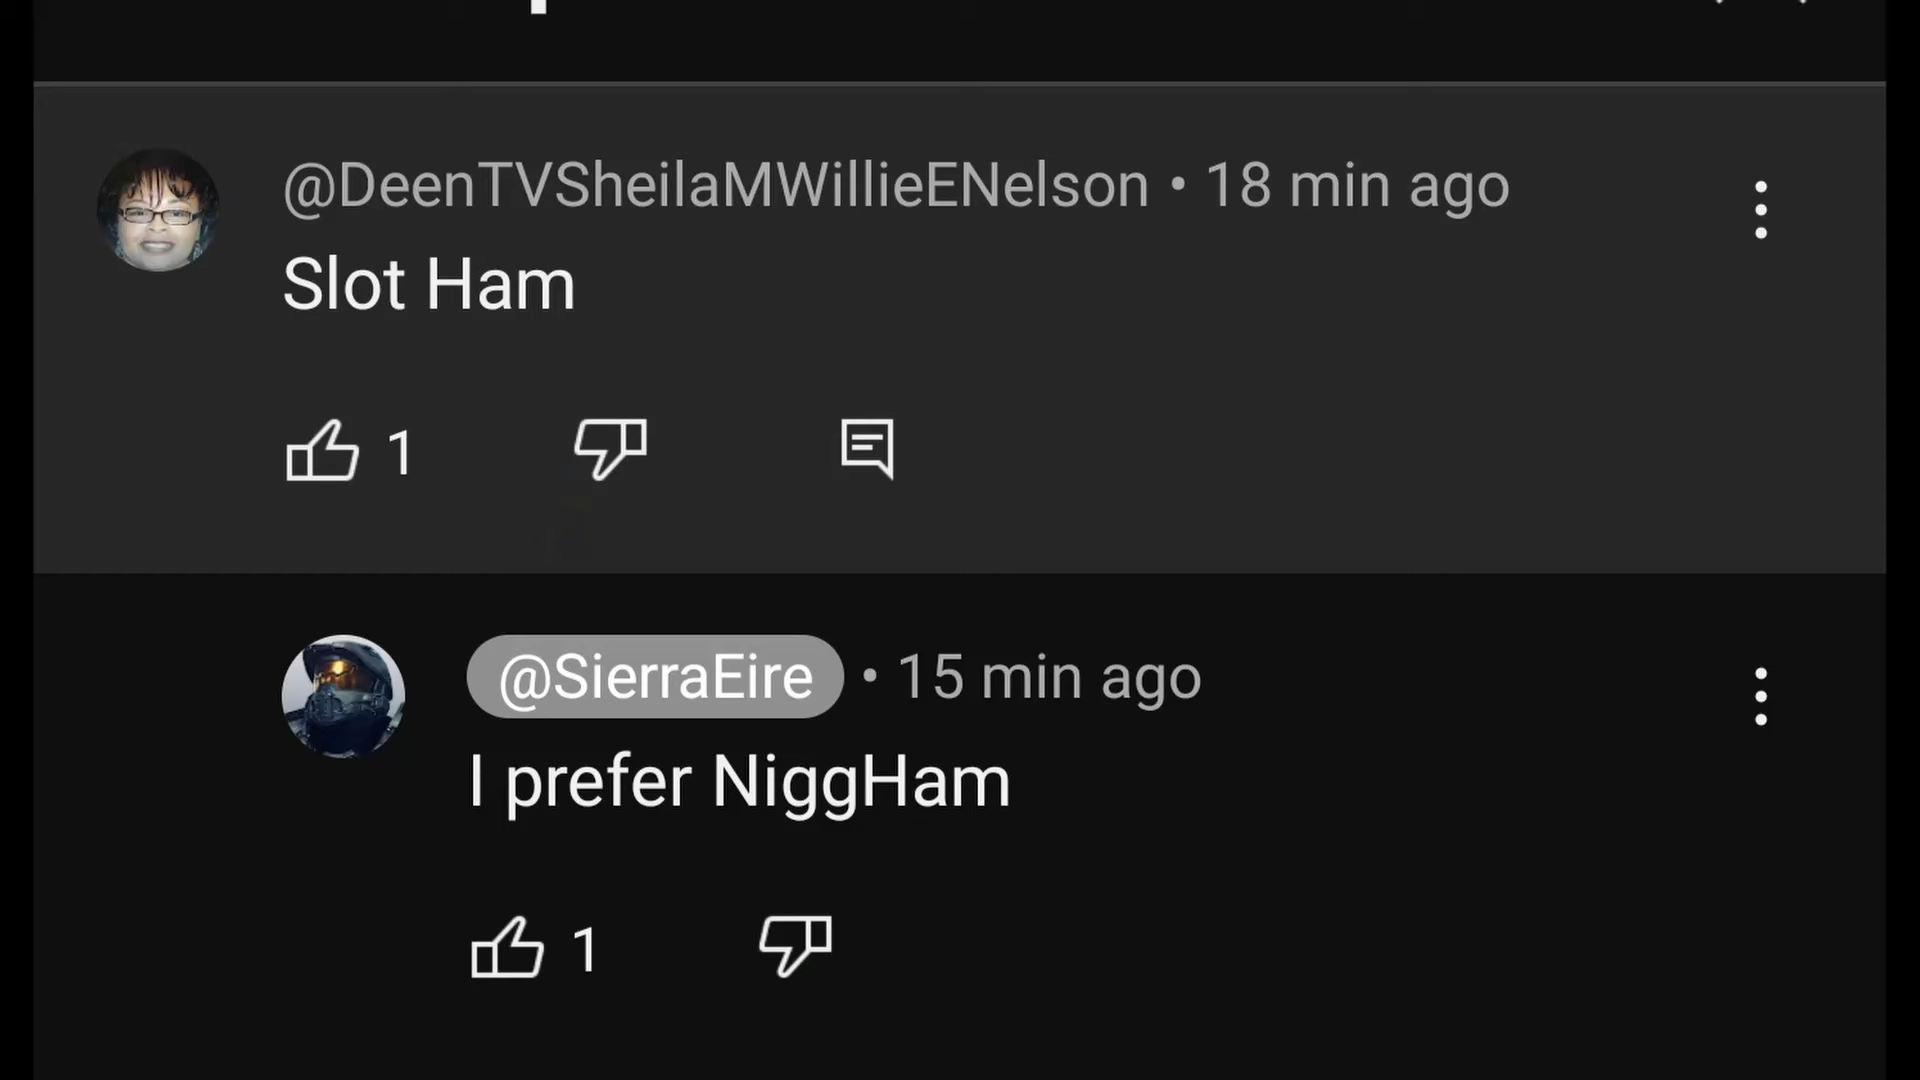 @DeenTVSheilaMWillieENelson • 18 min ago
Slot Ham
1
@SierraEire • 15 min ago
I prefer NiggHam
1